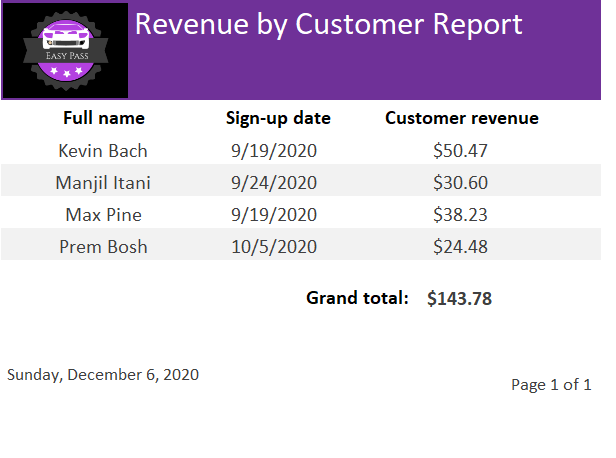 Revenue by Customer Report
EASY PASS
Full name Sign-up date Customer revenue
Kevin Bach 9/19/2020 $50.47
Manjil Itani 9/24/2020 $30.60
Max Pine 9/19/2020 $38.23
Prem Bosh 10/5/2020 $24.48
Grand total: $143.78
Sunday, December 6, 2020
Page 1 of 1